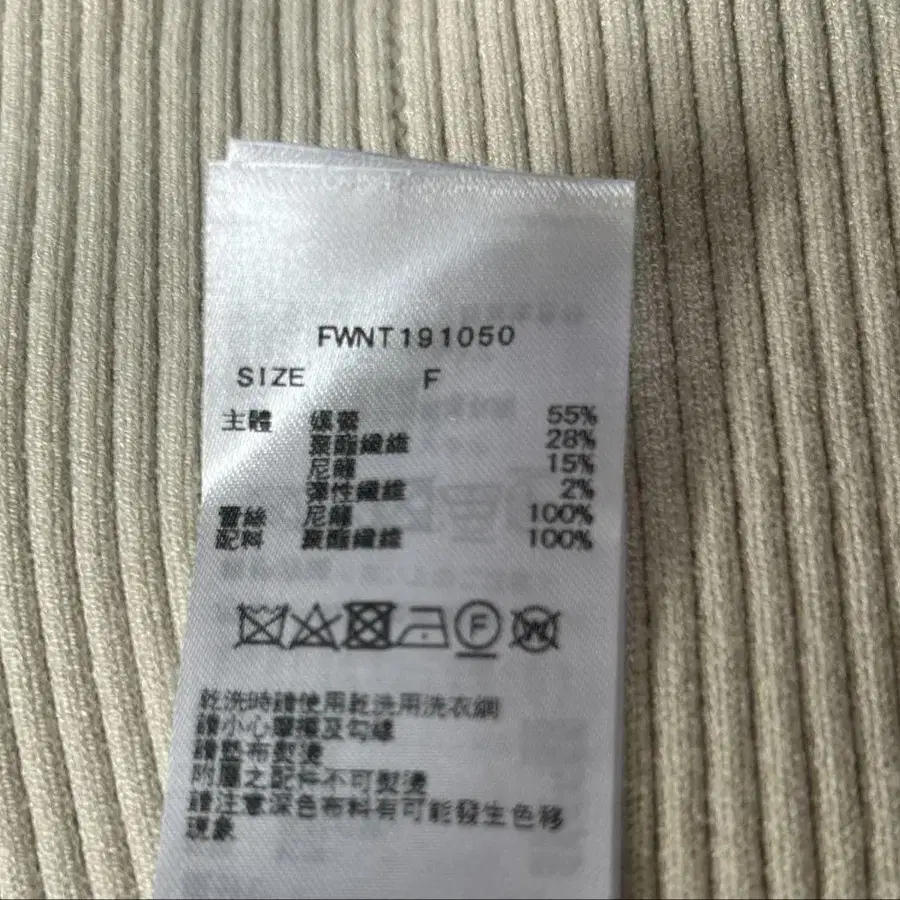 FWNT191050
SIZE F
主體 嫘縈 55%
聚酯纖維 28%
尼龍 15%
彈性纖維 2%
蕾絲 尼龍 100%
配料 聚酯纖維 100%
F
W
乾洗時請使用乾洗用洗衣網
請小心摩擦及勾縫
請墊布熨燙
附屬之配件不可熨燙
請注意深色布料有可能發生色移
現象